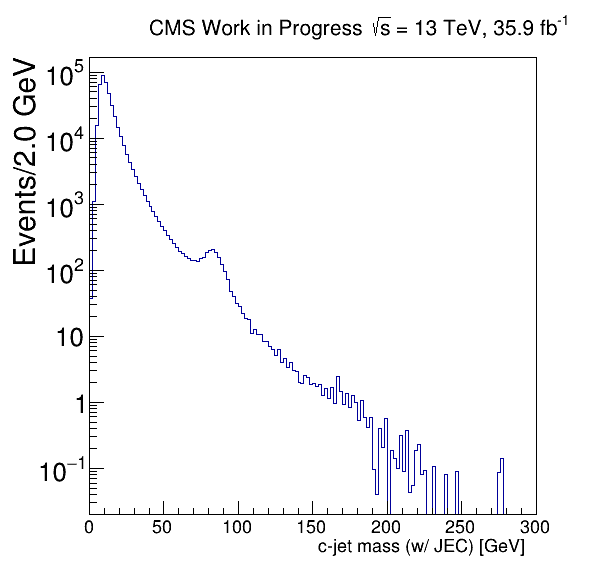 CMS Work in Progress √s = 13 TeV, 35.9 fb⁻¹
Events/2.0 GeV
10⁵
10⁴
10³
10²
10
1
10⁻¹
0 50 100 150 200 250 300
c-jet mass (w/ JEC) [GeV]